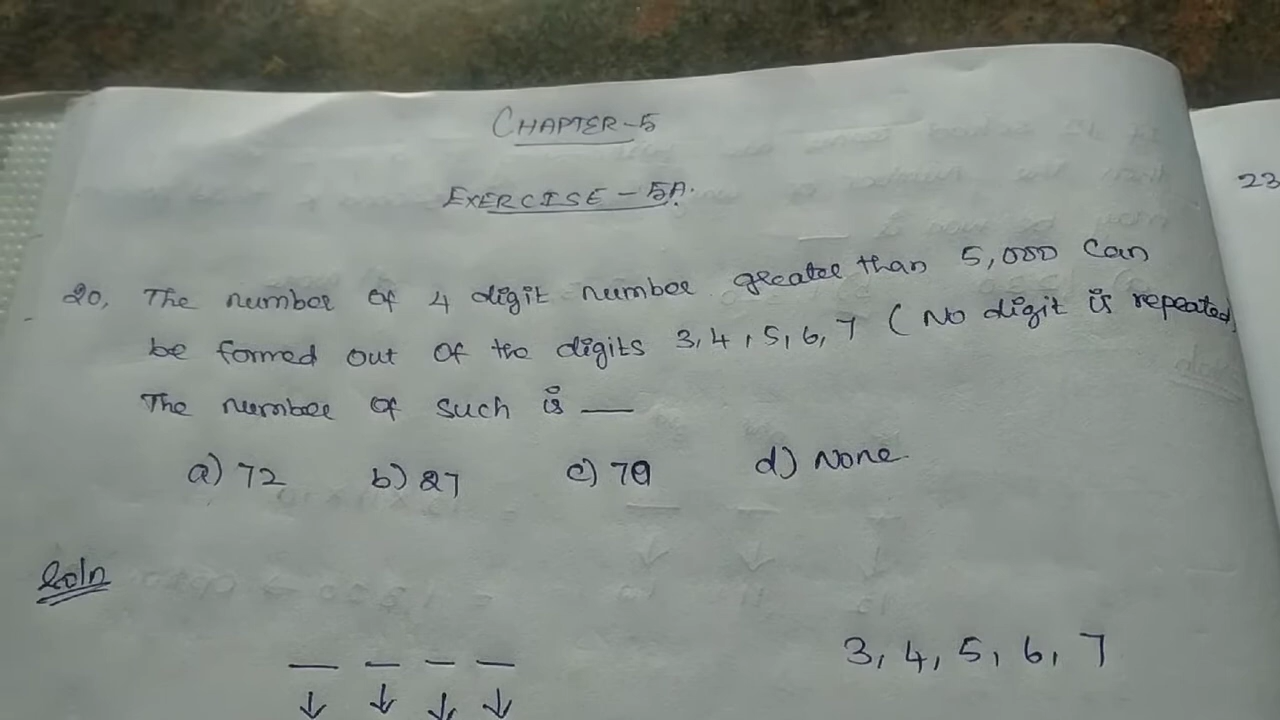 CHAPTER-5
23
EXERCISE - 5A.
20. The number of 4 digit number greater than 5,000 can
be formed out of the digits 3, 4, 5, 6, 7 (No digit is repeated)
The number of such is —
a) 72 b) 27 c) 70 d) None.
Soln
3, 4, 5, 6, 7